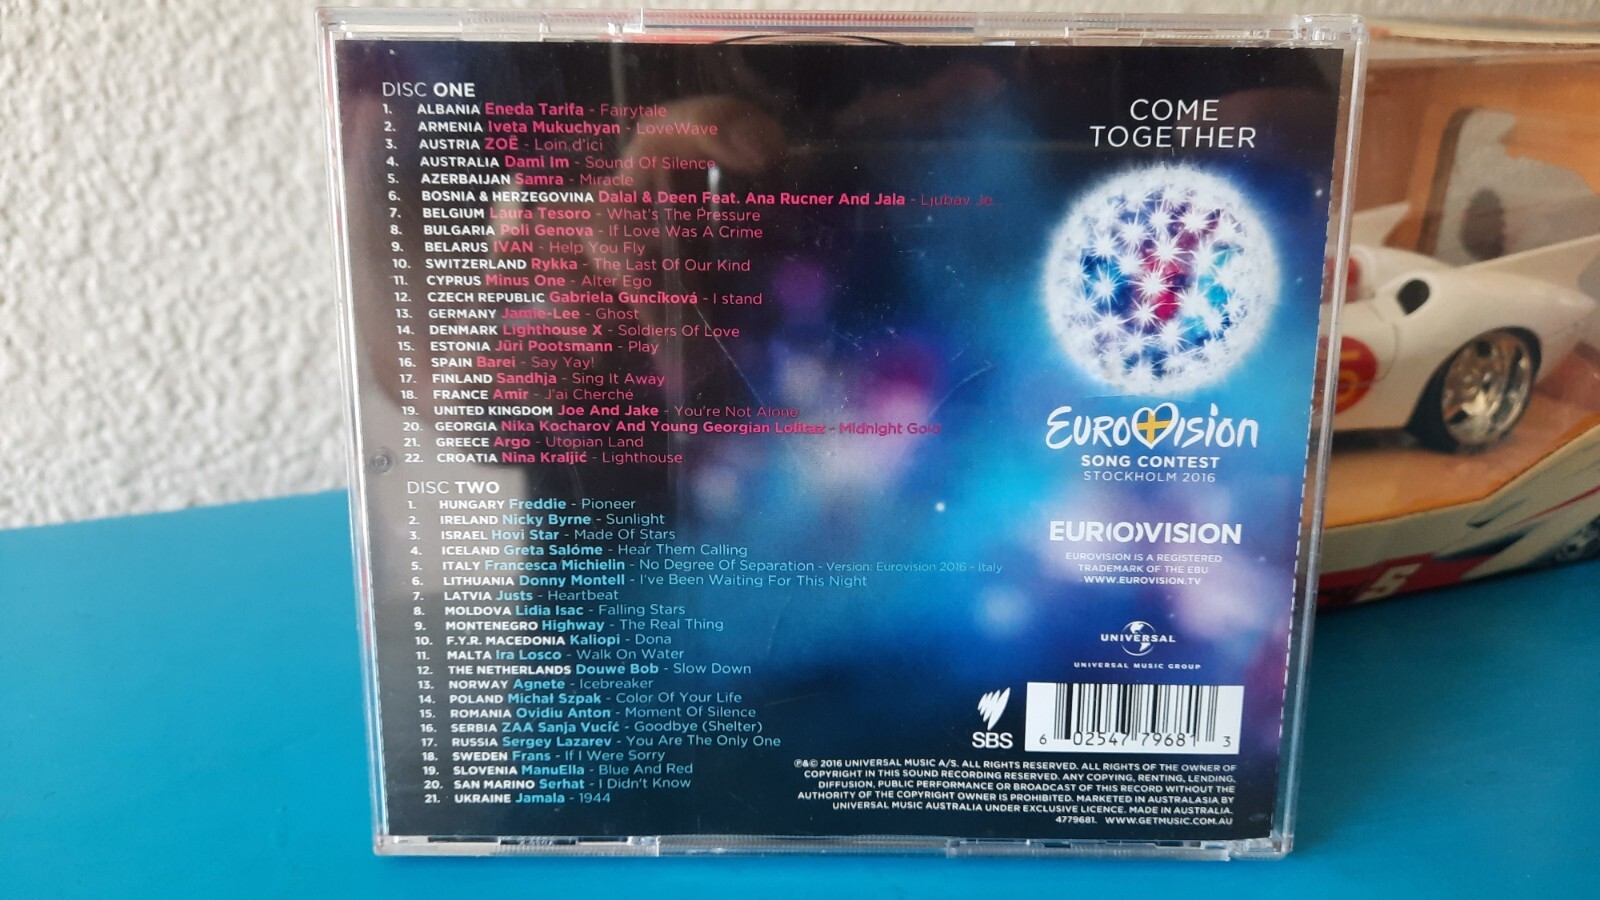 DISC ONE
1. ALBANIA Eneda Tarifa - Fairytale
2. ARMENIA Iveta Mukuchyan - LoveWave
3. AUSTRIA ZOË - Loin d'ici
4. AUSTRALIA Dami Im - Sound Of Silence
5. AZERBAIJAN Samra - Miracle
6. BOSNIA & HERZEGOVINA Dalal & Deen Feat. Ana Rucner And Jala - Ljubav Je...
7. BELGIUM Laura Tesoro - What's The Pressure
8. BULGARIA Poli Genova - If Love Was A Crime
9. BELARUS IVAN - Help You Fly
10. SWITZERLAND Rykka - The Last Of Our Kind
11. CYPRUS Minus One - Alter Ego
12. CZECH REPUBLIC Gabriela Gunčíková - I stand
13. GERMANY Jamie-Lee - Ghost
14. DENMARK Lighthouse X - Soldiers Of Love
15. ESTONIA Jüri Pootsmann - Play
16. SPAIN Barei - Say Yay!
17. FINLAND Sandhja - Sing It Away
18. FRANCE Amir - J'ai Cherché
19. UNITED KINGDOM Joe And Jake - You're Not Alone
20. GEORGIA Nika Kocharov And Young Georgian Lolitaz - Midnight Gold
21. GREECE Argo - Utopian Land
22. CROATIA Nina Kraljić - Lighthouse
DISC TWO
1. HUNGARY Freddie - Pioneer
2. IRELAND Nicky Byrne - Sunlight
3. ISRAEL Hovi Star - Made Of Stars
4. ICELAND Greta Salóme - Hear Them Calling
5. ITALY Francesca Michielin - No Degree Of Separation - Version: Eurovision 2016 - Italy
6. LITHUANIA Donny Montell - I've Been Waiting For This Night
7. LATVIA Justs - Heartbeat
8. MOLDOVA Lidia Isac - Falling Stars
9. MONTENEGRO Highway - The Real Thing
10. F.Y.R. MACEDONIA Kaliopi - Dona
11. MALTA Ira Losco - Walk On Water
12. THE NETHERLANDS Douwe Bob - Slow Down
13. NORWAY Agnete - Icebreaker
14. POLAND Michał Szpak - Color Of Your Life
15. ROMANIA Ovidiu Anton - Moment Of Silence
16. SERBIA ZAA Sanja Vucić - Goodbye (Shelter)
17. RUSSIA Sergey Lazarev - You Are The Only One
18. SWEDEN Frans - If I Were Sorry
19. SLOVENIA ManuElla - Blue And Red
20. SAN MARINO Serhat - I Didn't Know
21. UKRAINE Jamala - 1944
COME
TOGETHER
EUROVISION
SONG CONTEST
STOCKHOLM 2016
EUR(O)VISION
EUROVISION IS A REGISTERED
TRADEMARK OF THE EBU
WWW.EUROVISION.TV
UNIVERSAL
UNIVERSAL MUSIC GROUP
SBS
6 02547 79681 3
℗&© 2016 UNIVERSAL MUSIC A/S. ALL RIGHTS RESERVED. ALL RIGHTS OF THE OWNER OF
COPYRIGHT IN THIS SOUND RECORDING RESERVED. ANY COPYING, RENTING, LENDING,
DIFFUSION, PUBLIC PERFORMANCE OR BROADCAST OF THIS RECORD WITHOUT THE
AUTHORITY OF THE COPYRIGHT OWNER IS PROHIBITED. MARKETED IN AUSTRALASIA BY
UNIVERSAL MUSIC AUSTRALIA UNDER EXCLUSIVE LICENCE. MADE IN AUSTRALIA.
4779681. WWW.GETMUSIC.COM.AU
5